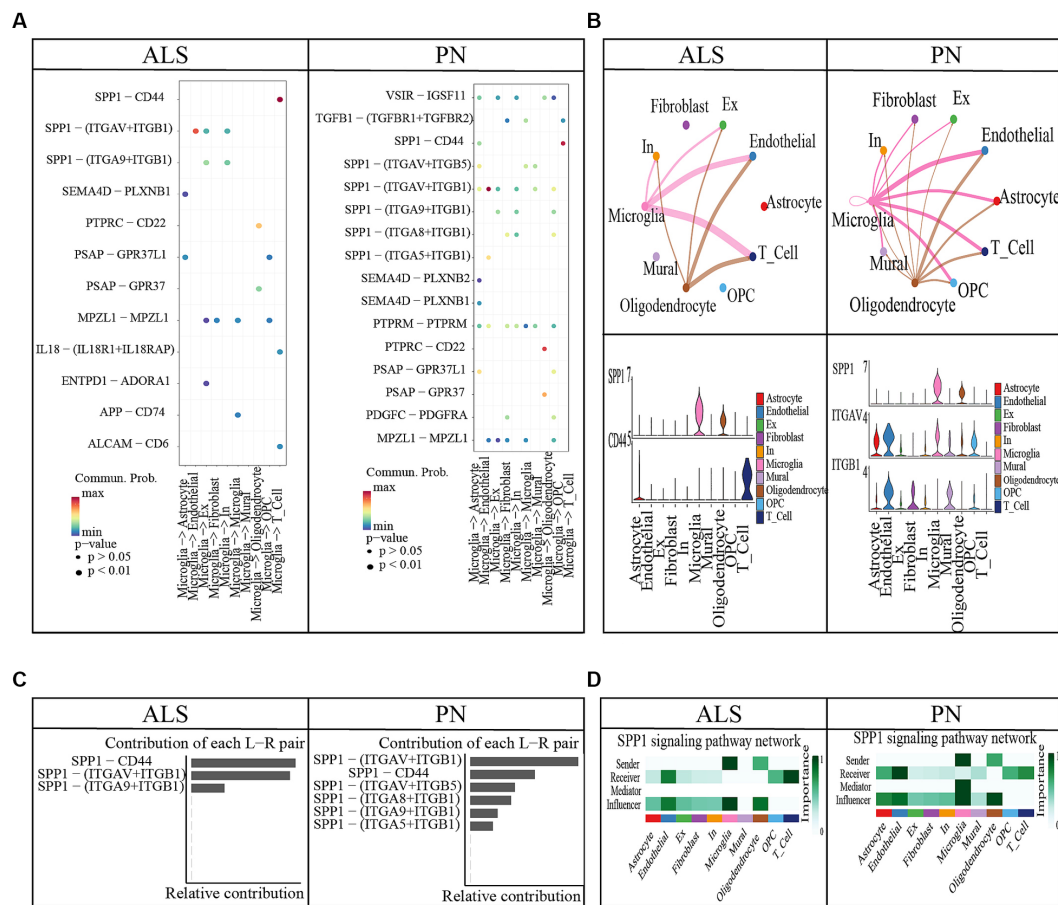 A
ALS
SPP1 − CD44
SPP1 − (ITGAV+ITGB1)
SPP1 − (ITGA9+ITGB1)
SEMA4D − PLXNB1
PTPRC − CD22
PSAP − GPR37L1
PSAP − GPR37
MPZL1 − MPZL1
IL18 − (IL18R1+IL18RAP)
ENTPD1 − ADORA1
APP − CD74
ALCAM − CD6
Commun. Prob.
max
min
p−value
p > 0.05
p < 0.01
Microglia −> Astrocyte
Microglia −> Endothelial
Microglia −> Ex
Microglia −> Fibroblast
Microglia −> In
Microglia −> Microglia
Microglia −> Mural
Microglia −> Oligodendrocyte
Microglia −> OPC
Microglia −> T_Cell
PN
VSIR − IGSF11
TGFB1 − (TGFBR1+TGFBR2)
SPP1 − CD44
SPP1 − (ITGAV+ITGB5)
SPP1 − (ITGAV+ITGB1)
SPP1 − (ITGA9+ITGB1)
SPP1 − (ITGA8+ITGB1)
SPP1 − (ITGA5+ITGB1)
SEMA4D − PLXNB2
SEMA4D − PLXNB1
PTPRM − PTPRM
PTPRC − CD22
PSAP − GPR37L1
PSAP − GPR37
PDGFC − PDGFRA
MPZL1 − MPZL1
Commun. Prob.
max
min
p−value
p > 0.05
p < 0.01
Microglia −> Astrocyte
Microglia −> Endothelial
Microglia −> Ex
Microglia −> Fibroblast
Microglia −> In
Microglia −> Microglia
Microglia −> Mural
Microglia −> Oligodendrocyte
Microglia −> OPC
Microglia −> T_Cell
B
ALS
Fibroblast
Ex
In
Endothelial
Microglia
Astrocyte
Mural
T_Cell
Oligodendrocyte
OPC
PN
Fibroblast
Ex
In
Endothelial
Microglia
Astrocyte
Mural
T_Cell
Oligodendrocyte
OPC
SPP1 7
CD44 5
Astrocyte
Endothelial
Ex
Fibroblast
In
Microglia
Mural
Oligodendrocyte
OPC
T_Cell
Astrocyte
Endothelial
Ex
Fibroblast
In
Microglia
Mural
Oligodendrocyte
OPC
T_Cell
SPP1 7
ITGAV 4
ITGB1 4
Astrocyte
Endothelial
Ex
Fibroblast
In
Microglia
Mural
Oligodendrocyte
OPC
T_Cell
Astrocyte
Endothelial
Ex
Fibroblast
In
Microglia
Mural
Oligodendrocyte
OPC
T_Cell
C
ALS
Contribution of each L−R pair
SPP1 − CD44
SPP1 − (ITGAV+ITGB1)
SPP1 − (ITGA9+ITGB1)
Relative contribution
PN
Contribution of each L−R pair
SPP1 − (ITGAV+ITGB1)
SPP1 − CD44
SPP1 − (ITGAV+ITGB5)
SPP1 − (ITGA8+ITGB1)
SPP1 − (ITGA9+ITGB1)
SPP1 − (ITGA5+ITGB1)
Relative contribution
D
ALS
SPP1 signaling pathway network
Sender
Receiver
Mediator
Influencer
Importance
1
0
Astrocyte
Endothelial
Ex
Fibroblast
In
Microglia
Mural
Oligodendrocyte
OPC
T_Cell
PN
SPP1 signaling pathway network
Sender
Receiver
Mediator
Influencer
Importance
1
0
Astrocyte
Endothelial
Ex
Fibroblast
In
Microglia
Mural
Oligodendrocyte
OPC
T_Cell